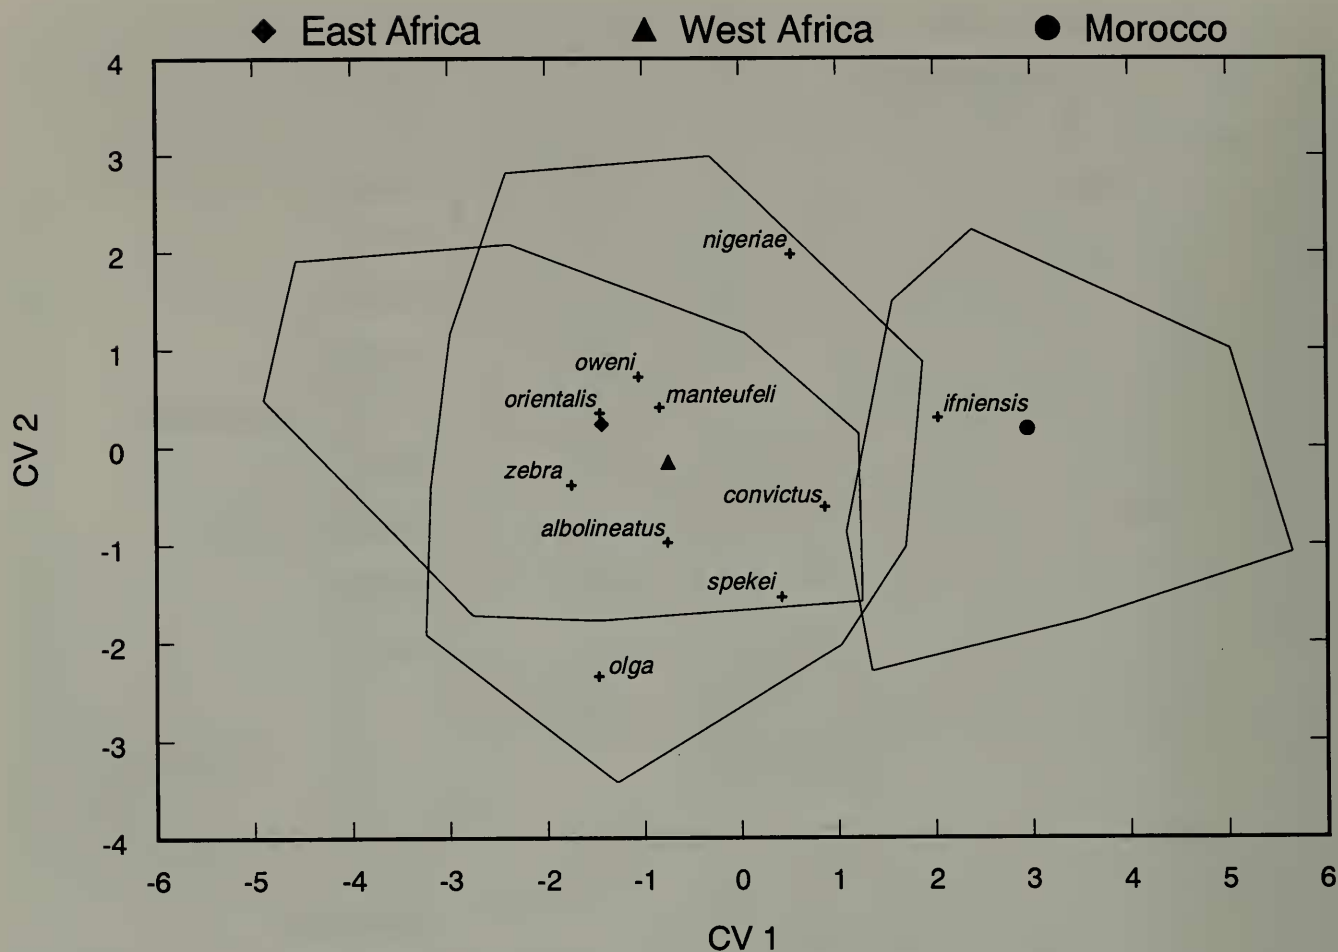 East Africa West Africa Morocco
4
3
nigeriae
2
1
oweni
orientalis manteufeli
ifniensis
CV 2
0
zebra
convictus
albolineatus
-1
spekei
-2
olga
-3
-4
-6 -5 -4 -3 -2 -1 0 1 2 3 4 5 6
CV 1